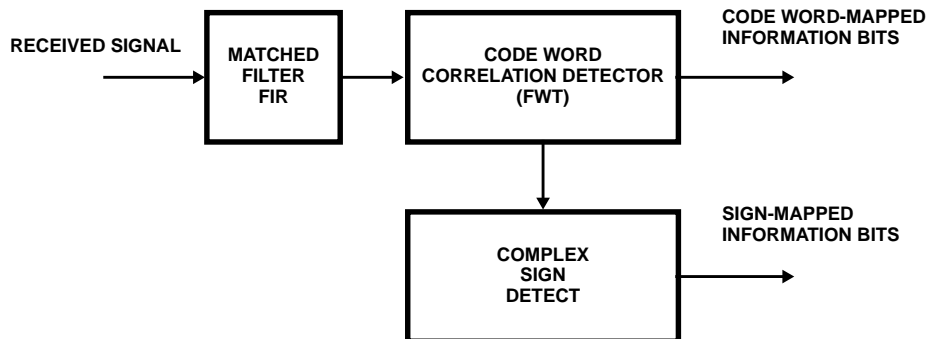 RECEIVED SIGNAL
MATCHED
FILTER
FIR
CODE WORD
CORRELATION DETECTOR
(FWT)
CODE WORD-MAPPED
INFORMATION BITS
COMPLEX
SIGN
DETECT
SIGN-MAPPED
INFORMATION BITS